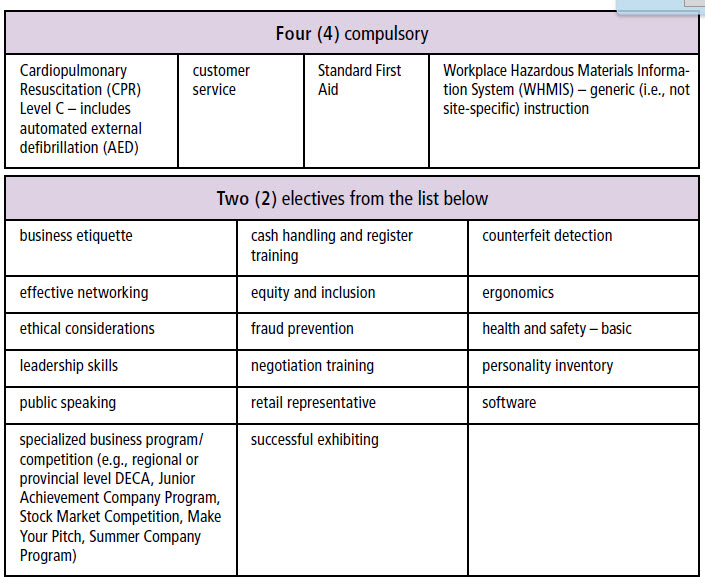 Four (4) compulsory
Cardiopulmonary
Resuscitation (CPR)
Level C – includes
automated external
defibrillation (AED)
customer
service
Standard First
Aid
Workplace Hazardous Materials Informa-
tion System (WHMIS) – generic (i.e., not
site-specific) instruction
Two (2) electives from the list below
business etiquette
cash handling and register
training
counterfeit detection
effective networking
equity and inclusion
ergonomics
ethical considerations
fraud prevention
health and safety – basic
leadership skills
negotiation training
personality inventory
public speaking
retail representative
software
specialized business program/
competition (e.g., regional or
provincial level DECA, Junior
Achievement Company Program,
Stock Market Competition, Make
Your Pitch, Summer Company
Program)
successful exhibiting